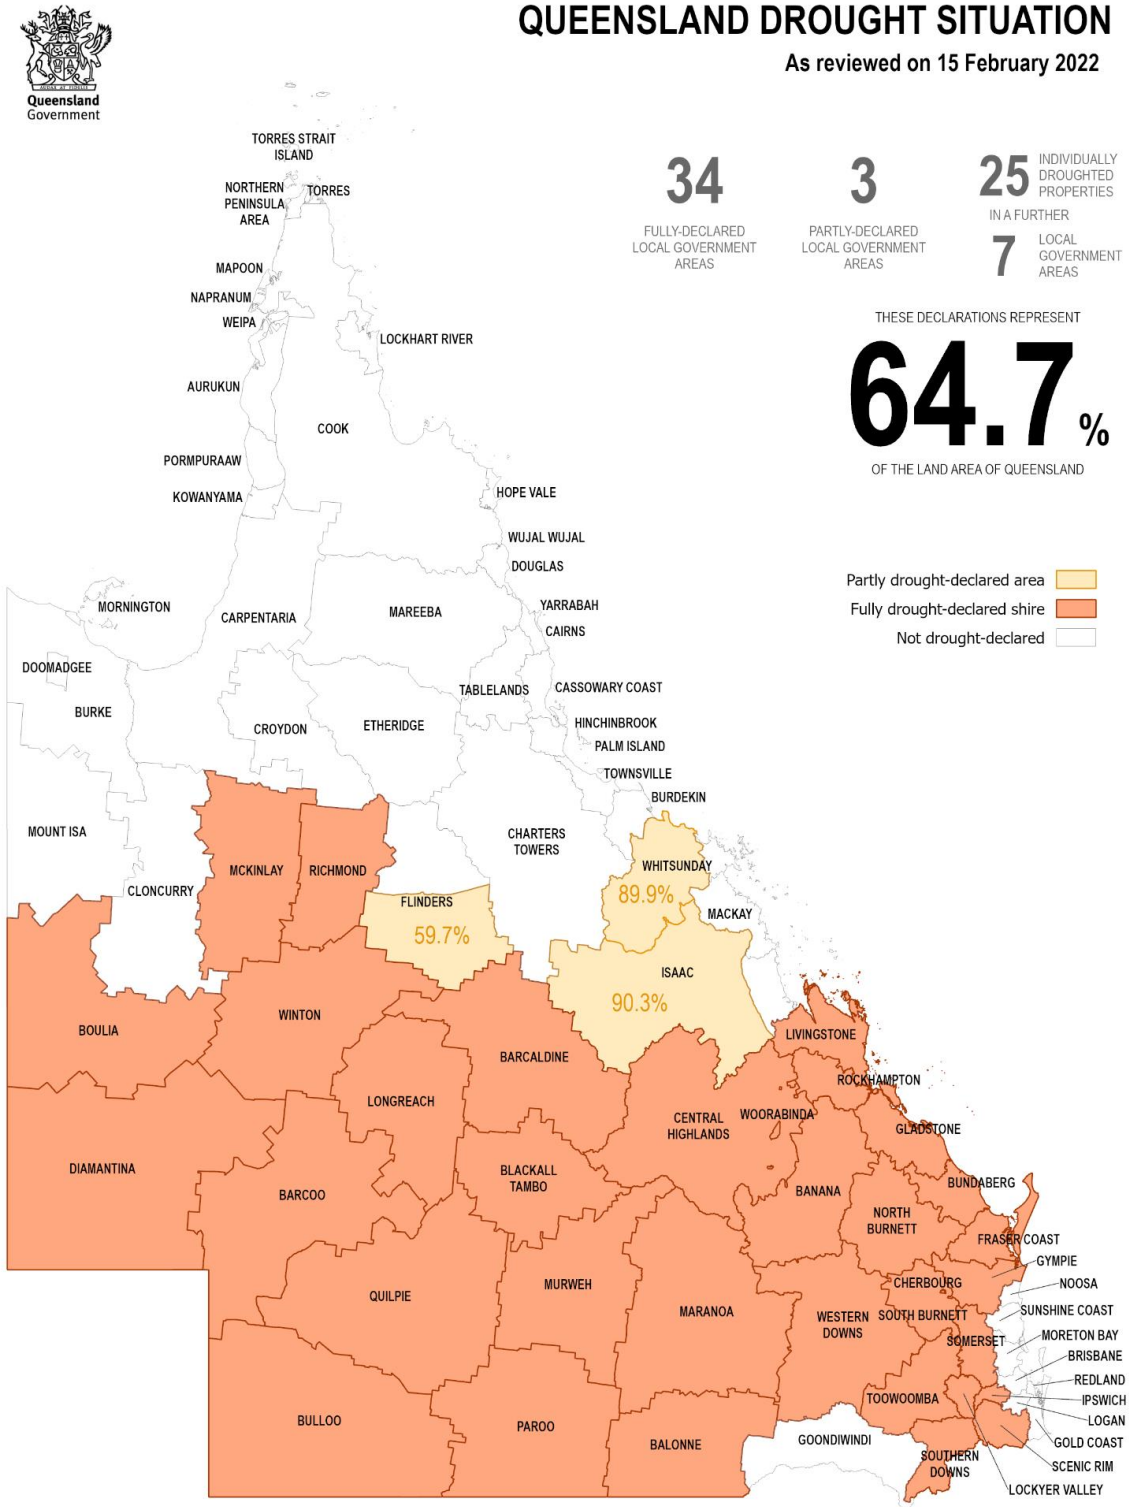 QUEENSLAND DROUGHT SITUATION
As reviewed on 15 February 2022
AUDAX AT FIDELIS
Queensland
Government
34
FULLY-DECLARED
LOCAL GOVERNMENT
AREAS
3
PARTLY-DECLARED
LOCAL GOVERNMENT
AREAS
25
INDIVIDUALLY
DROUGHTED
PROPERTIES
IN A FURTHER
7
LOCAL
GOVERNMENT
AREAS
THESE DECLARATIONS REPRESENT
64.7 %
OF THE LAND AREA OF QUEENSLAND
Partly drought-declared area
Fully drought-declared shire
Not drought-declared
TORRES STRAIT
ISLAND
NORTHERN
PENINSULA
AREA
TORRES
MAPOON
NAPRANUM
WEIPA
LOCKHART RIVER
AURUKUN
COOK
PORMPURAAW
KOWANYAMA
HOPE VALE
WUJAL WUJAL
DOUGLAS
MORNINGTON
CARPENTARIA
MAREEBA
YARRABAH
CAIRNS
DOOMADGEE
BURKE
CROYDON
ETHERIDGE
TABLELANDS
CASSOWARY COAST
HINCHINBROOK
PALM ISLAND
TOWNSVILLE
BURDEKIN
MOUNT ISA
CLONCURRY
MCKINLAY
RICHMOND
FLINDERS
59.7%
CHARTERS
TOWERS
WHITSUNDAY
89.9%
MACKAY
ISAAC
90.3%
BOULIA
WINTON
BARCALDINE
LIVINGSTONE
ROCKHAMPTON
LONGREACH
CENTRAL
HIGHLANDS
WOORABINDA
GLADSTONE
DIAMANTINA
BARCOO
BLACKALL
TAMBO
BANANA
BUNDABERG
NORTH
BURNETT
FRASER COAST
GYMPIE
CHERBOURG
NOOSA
QUILPIE
MURWEH
MARANOA
WESTERN
DOWNS
SOUTH BURNETT
SUNSHINE COAST
SOMERSET
MORETON BAY
BRISBANE
REDLAND
IPSWICH
LOGAN
BULLOO
PAROO
BALONNE
TOOWOOMBA
GOONDIWINDI
GOLD COAST
SOUTHERN
DOWNS
SCENIC RIM
LOCKYER VALLEY